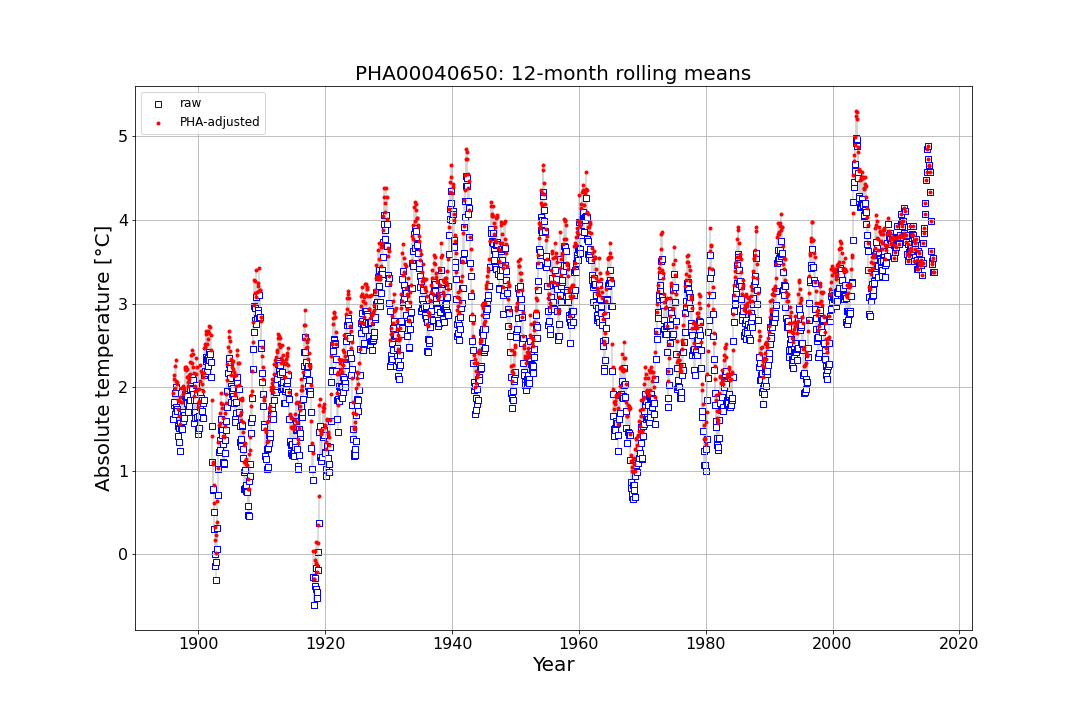 PHA00040650: 12-month rolling means
raw
PHA-adjusted
Absolute temperature [°C]
5
4
3
2
1
0
1900 1920 1940 1960 1980 2000 2020
Year